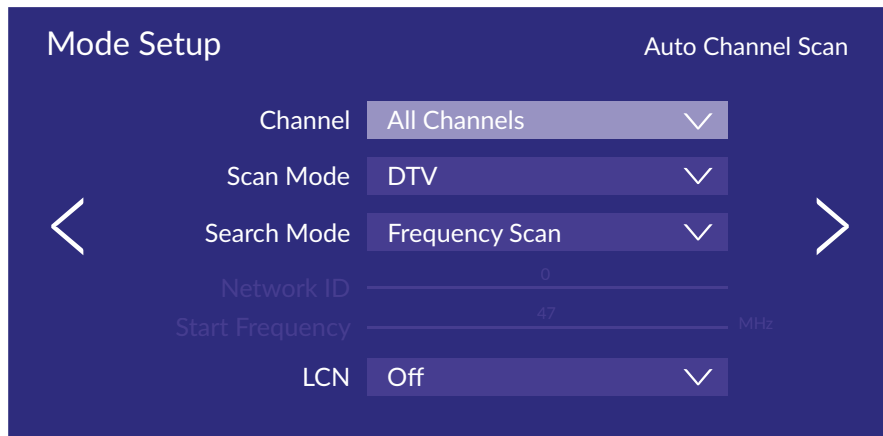 Mode Setup
Auto Channel Scan
Channel All Channels
Scan Mode DTV
Search Mode Frequency Scan
Network ID 0
Start Frequency 47 MHz
LCN Off